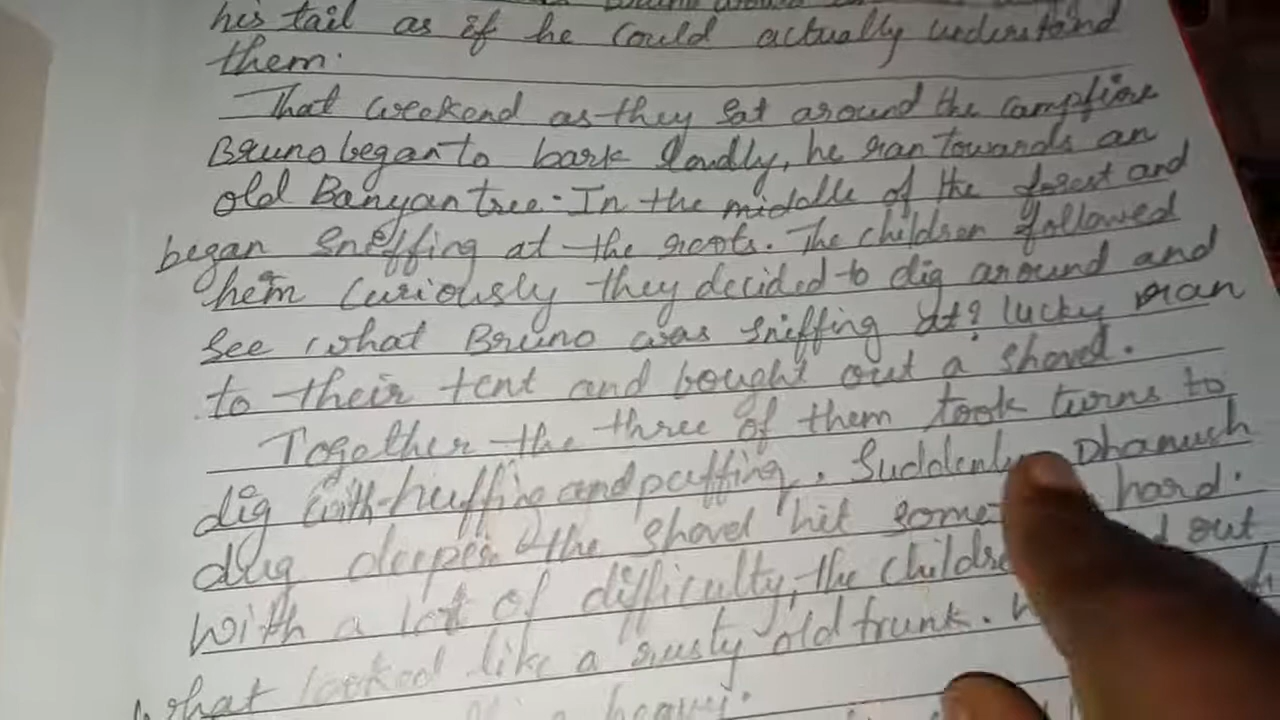 his tail as if he could actually understand
them.
That weekend as they sat around the campfire
Bruno began to bark loudly, he ran towards an
old Banyan tree. In the middle of the forest and
began sniffing at the roots. The children followed
him curiously they decided to dig around and
see what Bruno was sniffing at? lucky ran
to their tent and bought out a shovel.
Together the three of them took turns to
dig with huffing and puffing. Suddenly Dhanush
dug deeper & the shovel hit some hard.
with a lot of difficulty, the out
what looked like a rusty old trunk.
heavy.